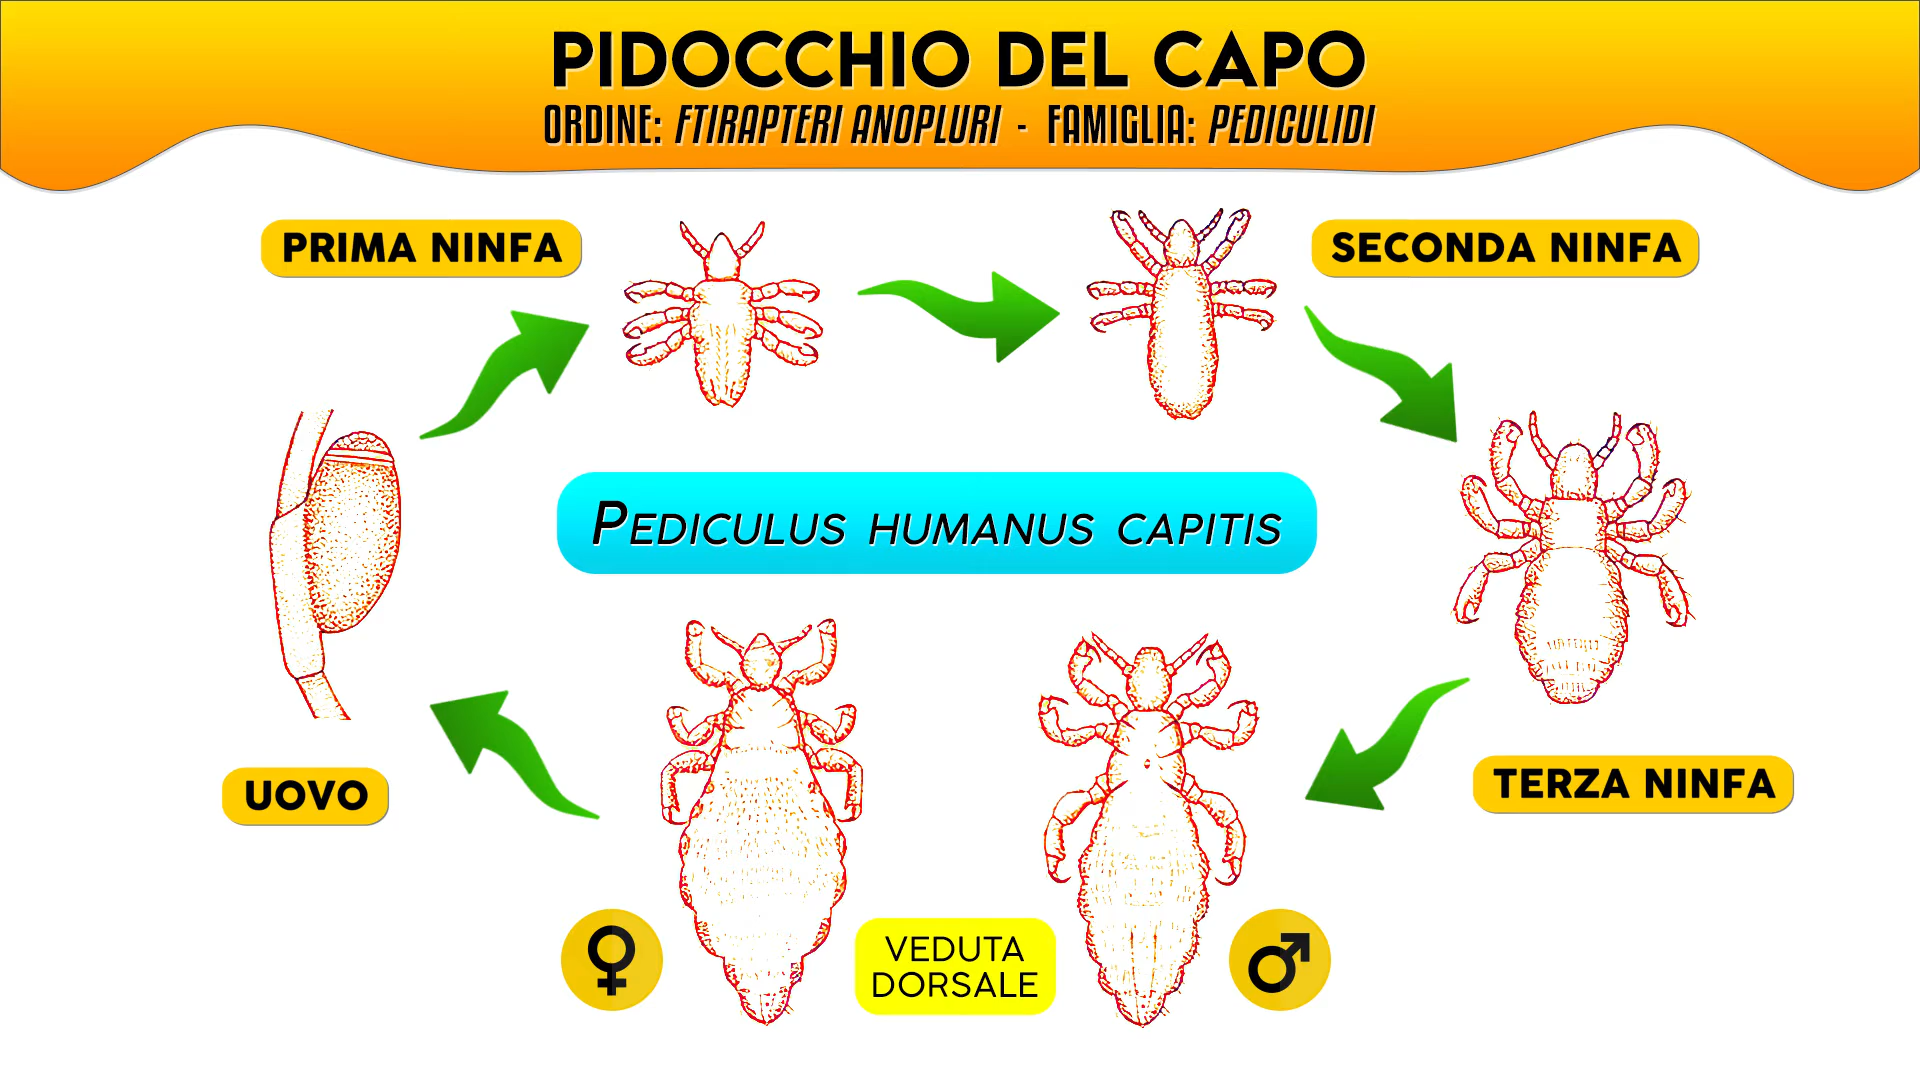 PIDOCCHIO DEL CAPO
ORDINE: FTIRAPTERI ANOPLURI - FAMIGLIA: PEDICULIDI
PRIMA NINFA
SECONDA NINFA
PEDICULUS HUMANUS CAPITIS
UOVO
TERZA NINFA
VEDUTA
DORSALE